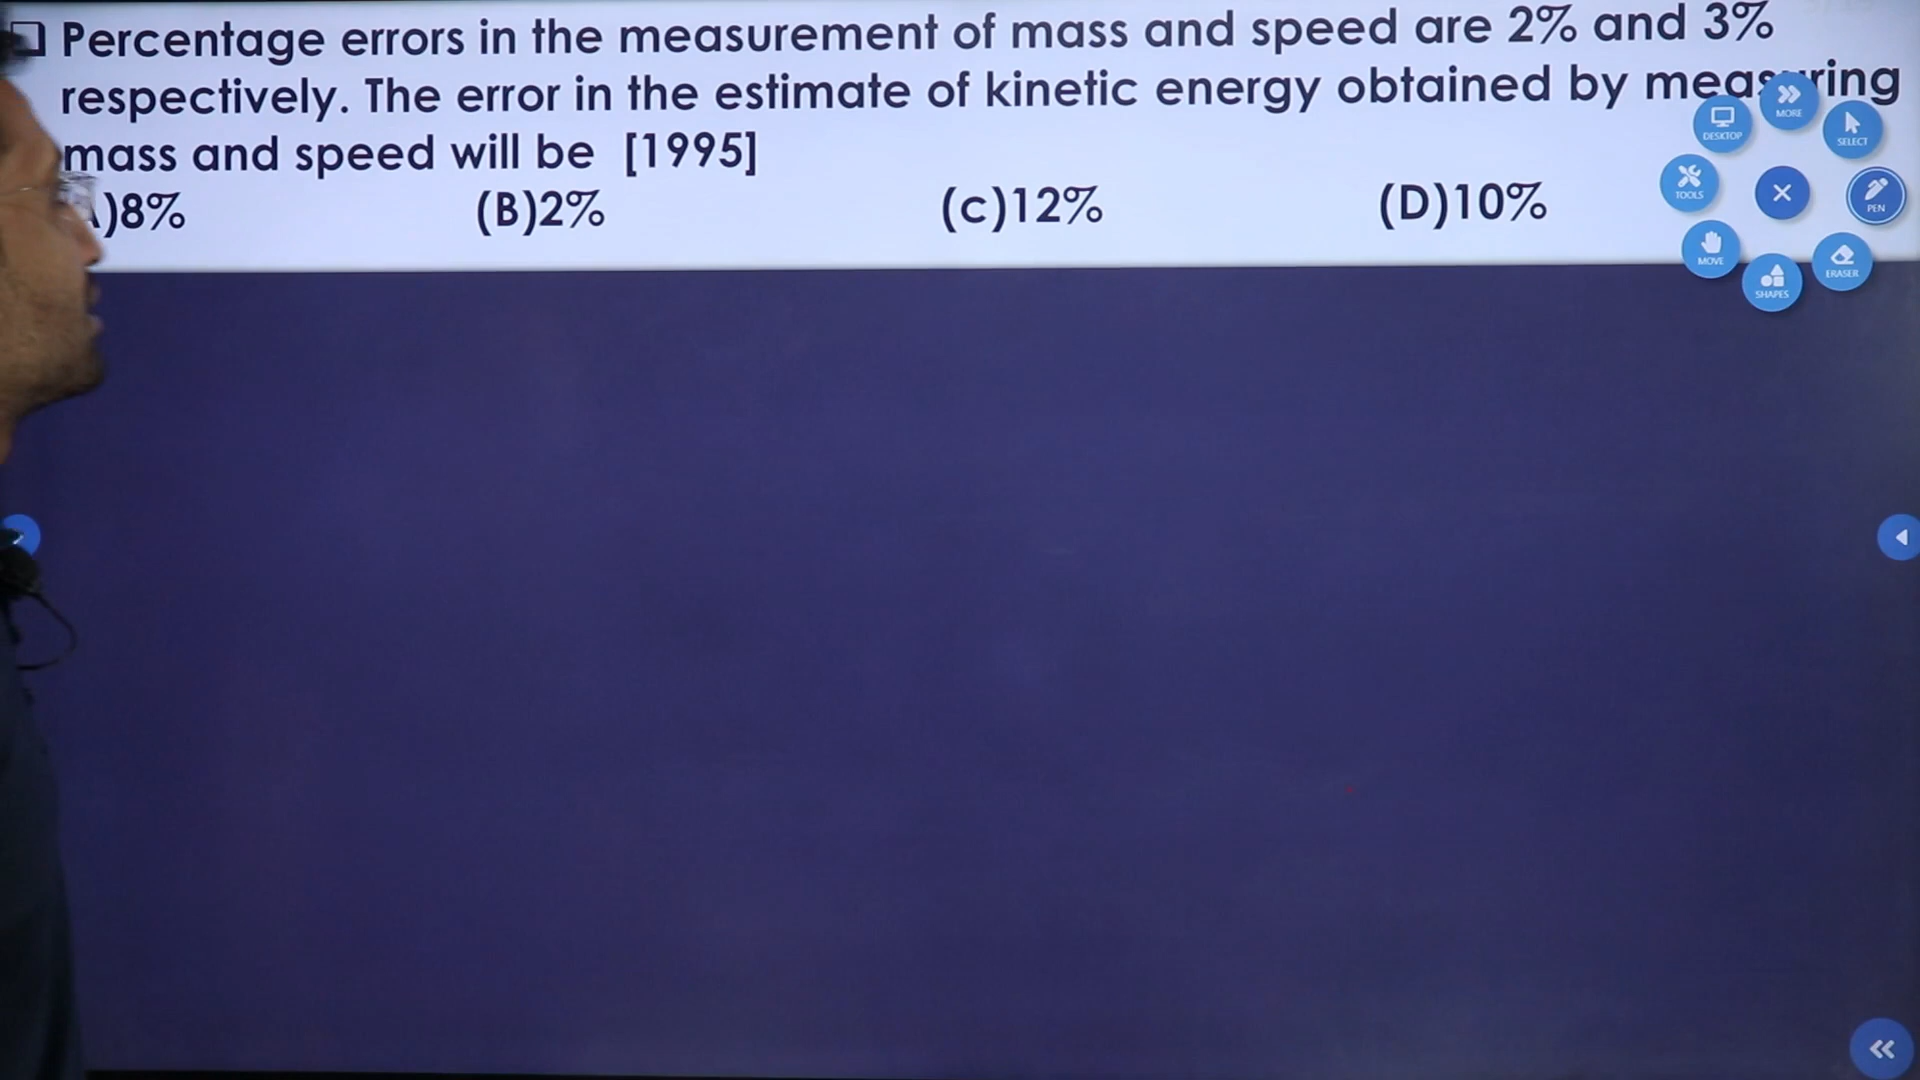 ❑ Percentage errors in the measurement of mass and speed are 2% and 3%
respectively. The error in the estimate of kinetic energy obtained by measuring
mass and speed will be [1995]
)8% (B)2% (c)12% (D)10%
MORE
DESKTOP
SELECT
TOOLS
PEN
MOVE
ERASER
SHAPES